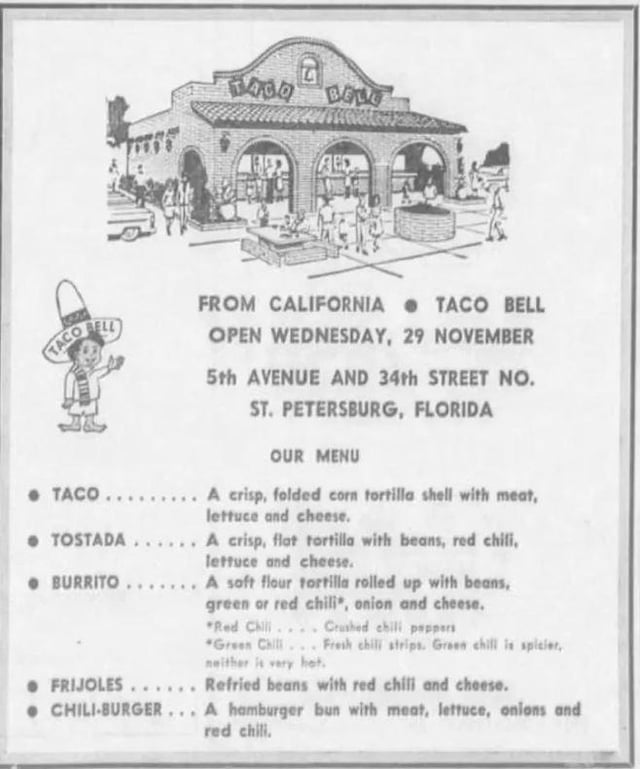 TACO BELL
TACO BELL
FROM CALIFORNIA ● TACO BELL
OPEN WEDNESDAY, 29 NOVEMBER
5th AVENUE AND 34th STREET NO.
ST. PETERSBURG, FLORIDA
OUR MENU
● TACO ......... A crisp, folded corn tortilla shell with meat,
lettuce and cheese.
● TOSTADA ...... A crisp, flat tortilla with beans, red chili,
lettuce and cheese.
● BURRITO ....... A soft flour tortilla rolled up with beans,
green or red chili*, onion and cheese.
*Red Chili .... Crushed chili peppers
*Green Chili ... Fresh chili strips. Green chili is spicier,
neither is very hot.
● FRIJOLES ...... Refried beans with red chili and cheese.
● CHILI-BURGER ... A hamburger bun with meat, lettuce, onions and
red chili.